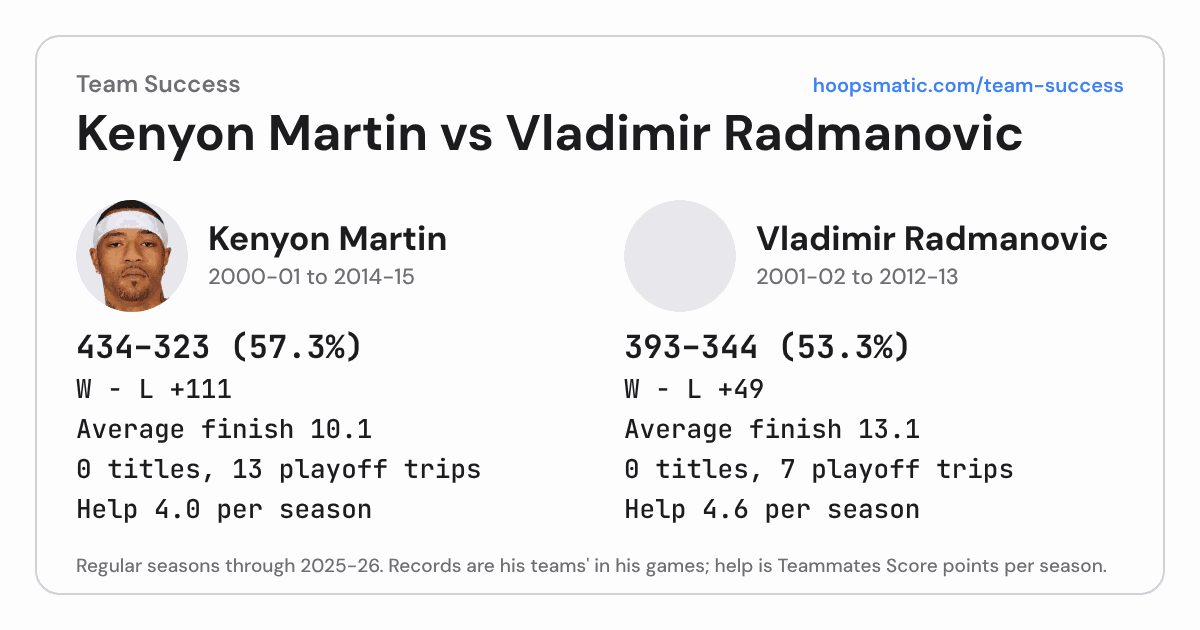 Team Success
hoopsmatic.com/team-success
Kenyon Martin vs Vladimir Radmanovic
Kenyon Martin
2000-01 to 2014-15
434-323 (57.3%)
W - L +111
Average finish 10.1
0 titles, 13 playoff trips
Help 4.0 per season
Vladimir Radmanovic
2001-02 to 2012-13
393-344 (53.3%)
W - L +49
Average finish 13.1
0 titles, 7 playoff trips
Help 4.6 per season
Regular seasons through 2025-26. Records are his teams' in his games; help is Teammates Score points per season.